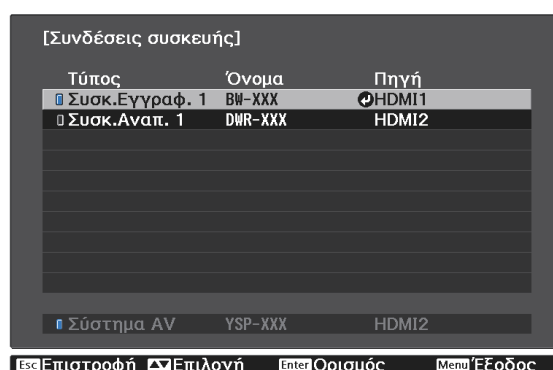 [Συνδέσεις συσκευής]
Τύπος Όνομα Πηγή
Συσκ.Εγγραφ. 1 BW-XXX HDMI1
Συσκ.Αναπ. 1 DWR-XXX HDMI2
Σύστημα AV YSP-XXX HDMI2
Esc Επιστροφή Επιλογή Enter Ορισμός Menu Έξοδος